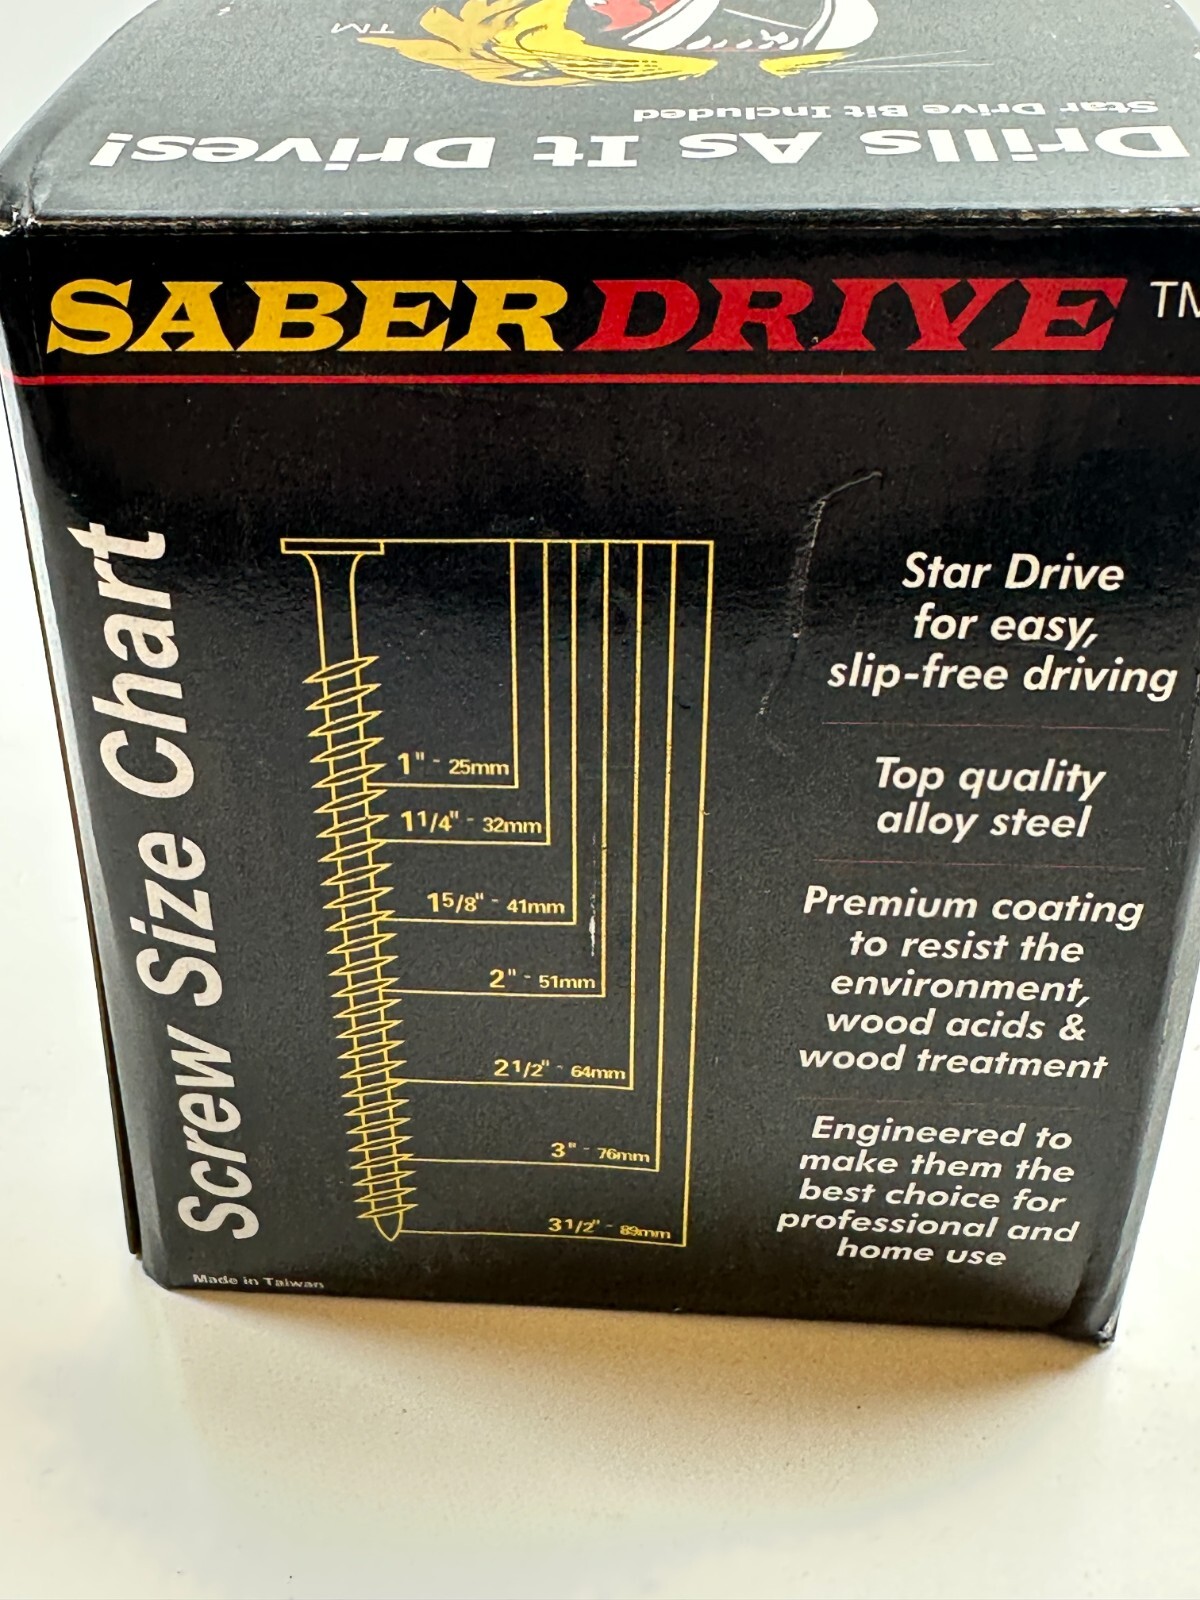 TM
Star Drive Bit Included
Drills As It Drives!
SABERDRIVE TM
Screw Size Chart
1" - 25mm
1 1/4" - 32mm
1 5/8" - 41mm
2" - 51mm
2 1/2" - 64mm
3" - 76mm
3 1/2" - 89mm
Star Drive
for easy,
slip-free driving
Top quality
alloy steel
Premium coating
to resist the
environment,
wood acids &
wood treatment
Engineered to
make them the
best choice for
professional and
home use
Made in Taiwan